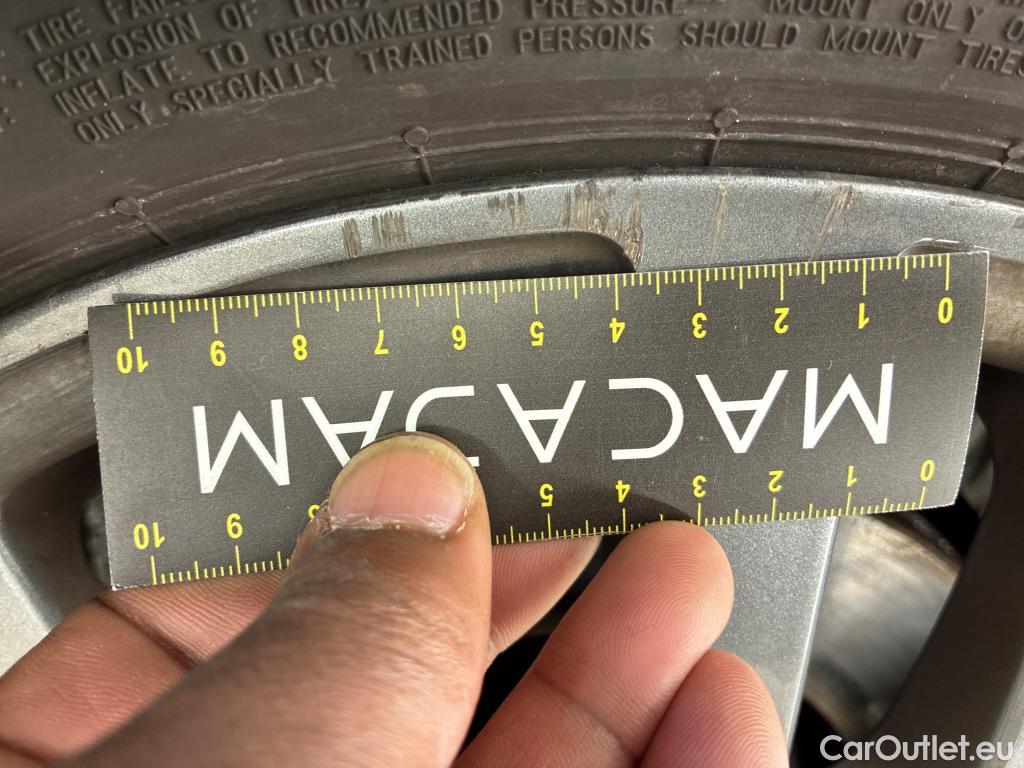 TIRE FAILURE
EXPLOSION OF TIRE/
INFLATE TO RECOMMENDED PRESSURE MOUNT ONLY O
ONLY SPECIALLY TRAINED PERSONS SHOULD MOUNT TIRES
10 9 8 7 6 5 4 3 2 1 0
MACAJAM
10 9 5 4 3 2 1 0
CarOutlet.eu